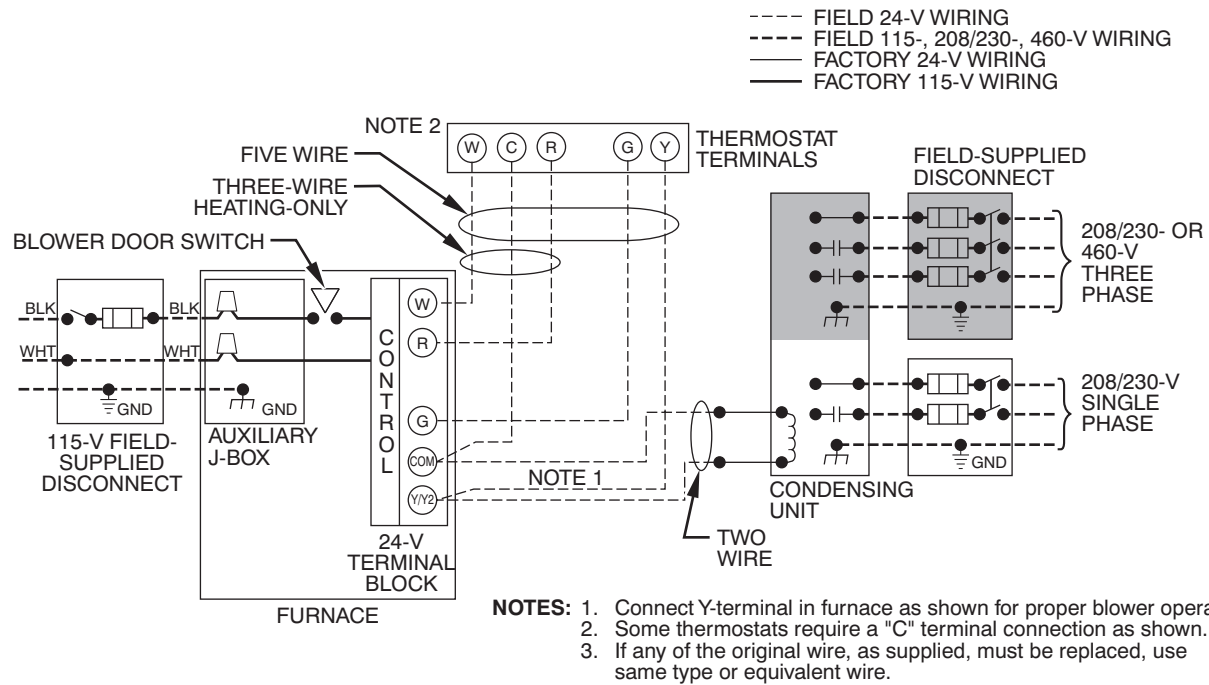 FIELD 24-V WIRING
FIELD 115-, 208/230-, 460-V WIRING
FACTORY 24-V WIRING
FACTORY 115-V WIRING
NOTE 2
W C R G Y
THERMOSTAT
TERMINALS
FIVE WIRE
THREE-WIRE
HEATING-ONLY
BLOWER DOOR SWITCH
FIELD-SUPPLIED
DISCONNECT
208/230- OR
460-V
THREE
PHASE
BLK
BLK
WHT
WHT
GND
GND
115-V FIELD-
SUPPLIED
DISCONNECT
AUXILIARY
J-BOX
CONTROL
W
R
G
COM
Y/Y2
NOTE 1
24-V
TERMINAL
BLOCK
FURNACE
TWO
WIRE
CONDENSING
UNIT
GND
208/230-V
SINGLE
PHASE
NOTES: 1. Connect Y-terminal in furnace as shown for proper blower opera
2. Some thermostats require a "C" terminal connection as shown.
3. If any of the original wire, as supplied, must be replaced, use
same type or equivalent wire.